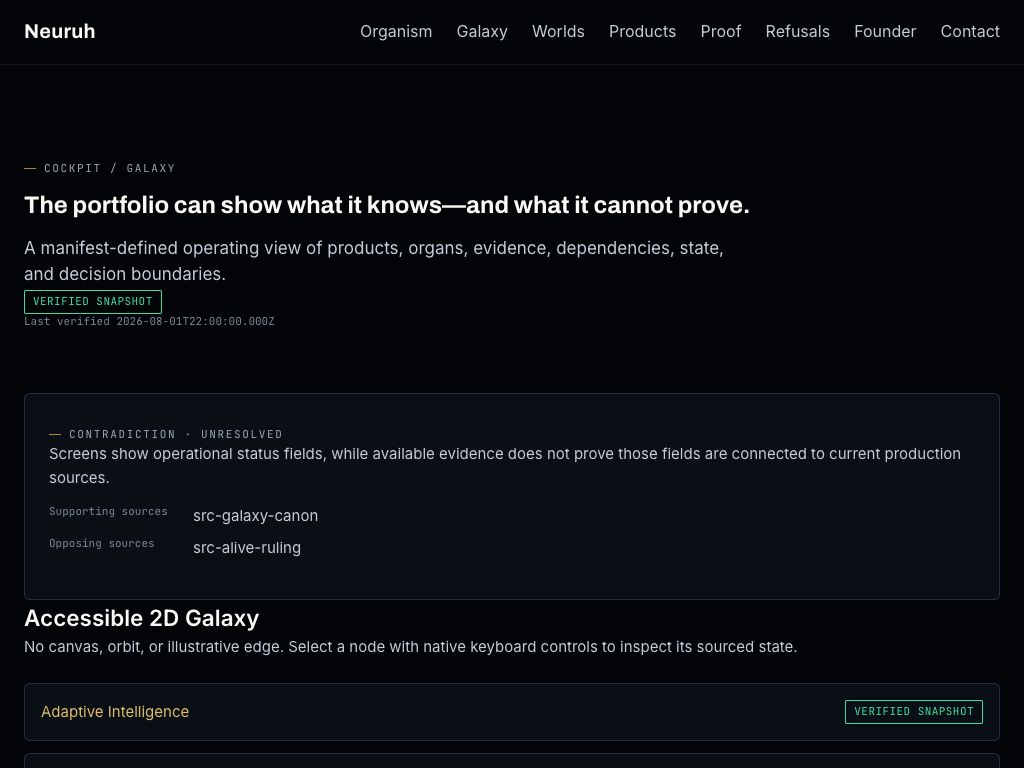 Neuruh
Organism Galaxy Worlds Products Proof Refusals Founder Contact
— COCKPIT / GALAXY
The portfolio can show what it knows—and what it cannot prove.
A manifest-defined operating view of products, organs, evidence, dependencies, state,
and decision boundaries.
VERIFIED SNAPSHOT
Last verified 2026-08-01T22:00:00.000Z
— CONTRADICTION · UNRESOLVED
Screens show operational status fields, while available evidence does not prove those fields are connected to current production
sources.
Supporting sources src-galaxy-canon
Opposing sources src-alive-ruling
Accessible 2D Galaxy
No canvas, orbit, or illustrative edge. Select a node with native keyboard controls to inspect its sourced state.
Adaptive Intelligence VERIFIED SNAPSHOT